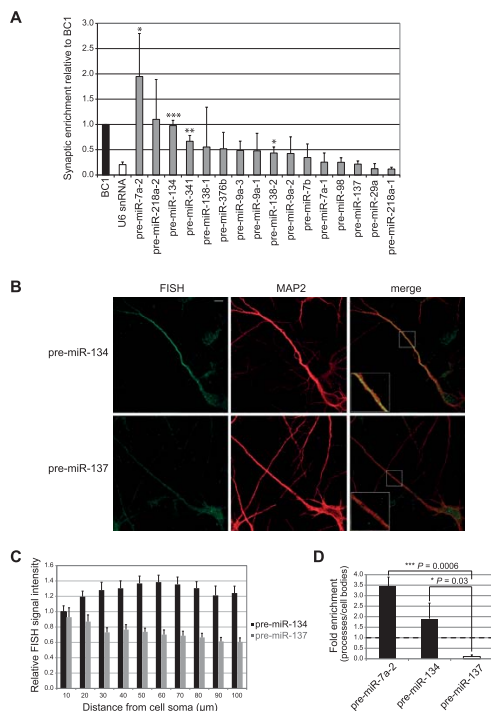 A
Synaptic enrichment relative to BC1
3.0
2.5
2.0
1.5
1.0
0.5
0.0
*
***
**
*
BC1
U6 snRNA
pre-miR-7a-2
pre-miR-218a-2
pre-miR-134
pre-miR-341
pre-miR-138-1
pre-miR-376b
pre-miR-9a-3
pre-miR-9a-1
pre-miR-138-2
pre-miR-9a-2
pre-miR-7b
pre-miR-7a-1
pre-miR-98
pre-miR-137
pre-miR-29a
pre-miR-218a-1
B
FISH
MAP2
merge
pre-miR-134
pre-miR-137
C
Relative FISH signal intensity
1.6
1.4
1.2
1.0
0.8
0.6
0.4
0.2
0.0
10 20 30 40 50 60 70 80 90 100
Distance from cell soma (μm)
pre-miR-134
pre-miR-137
D
Fold enrichment
(processes/cell bodies)
4.5
4.0
3.5
3.0
2.5
2.0
1.5
1.0
0.5
0
*** P = 0.0006
* P = 0.03
pre-miR-7a-2
pre-miR-134
pre-miR-137